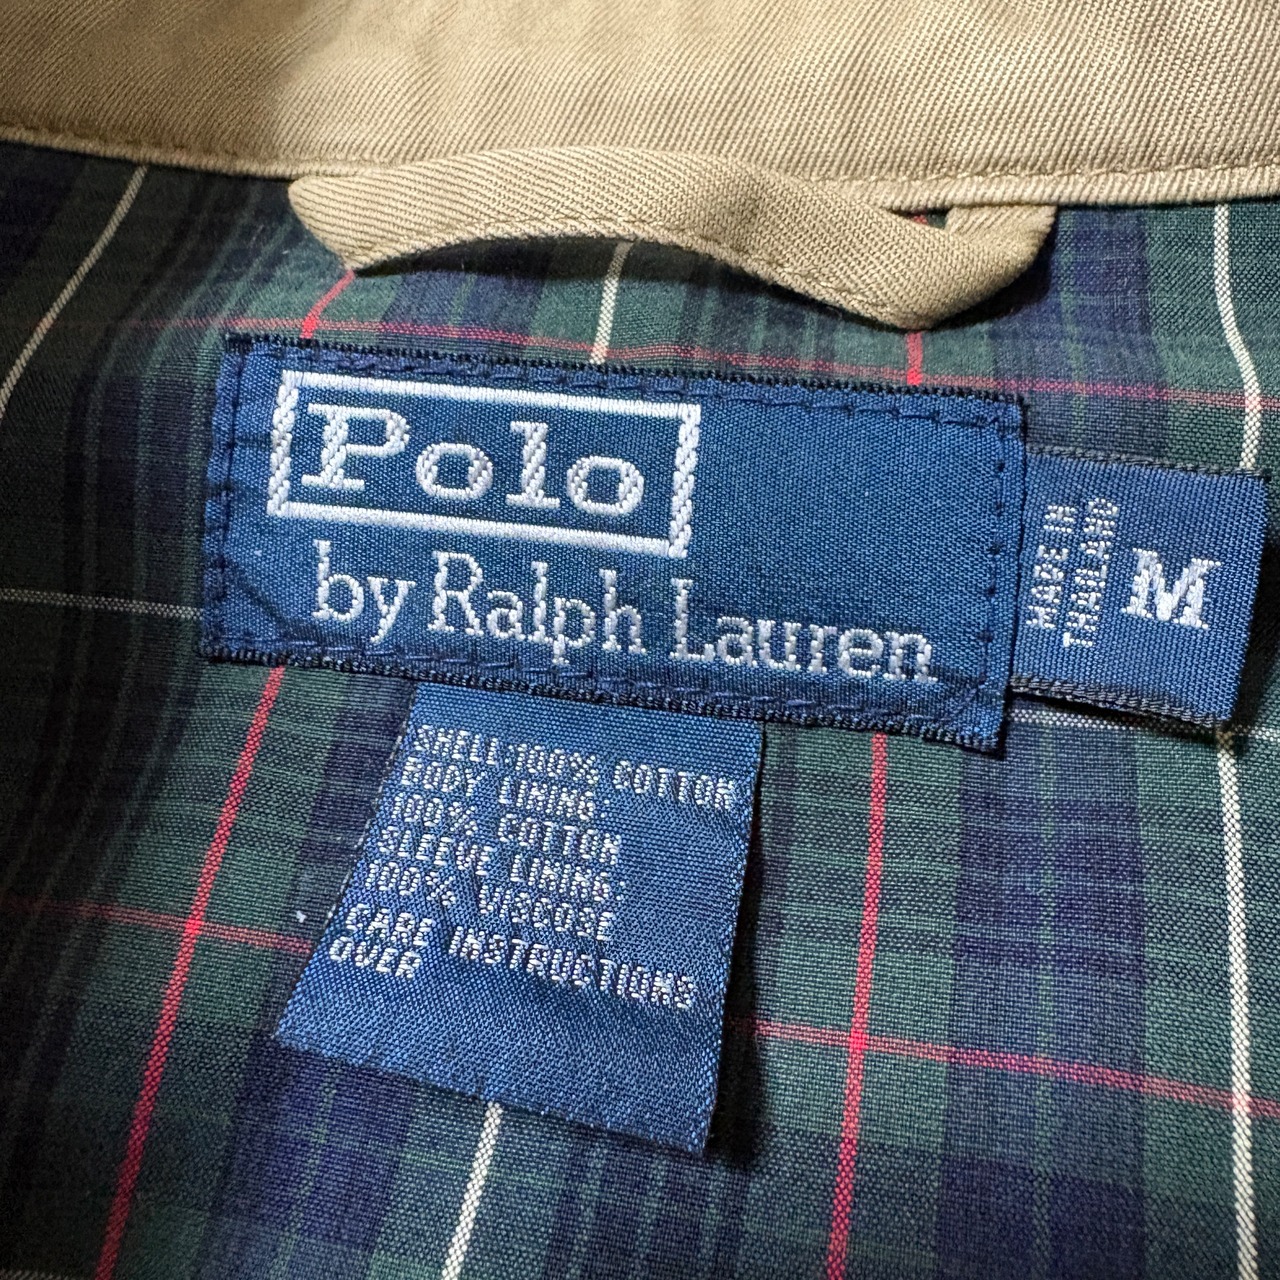 Polo
by Ralph Lauren
MADE IN
THAILAND
M
SHELL:100% COTTON
BODY LINING:
100% COTTON
SLEEVE LINING:
100% VISCOSE
CARE INSTRUCTIONS
OVER